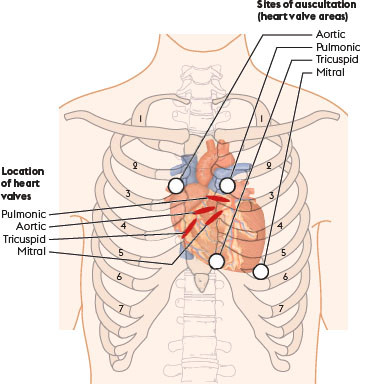 Sites of auscultation
(heart valve areas)
Aortic
Pulmonic
Tricuspid
Mitral
1
1
2
2
3
3
4
4
5
5
6
6
7
7
Location
of heart
valves
Pulmonic
Aortic
Tricuspid
Mitral